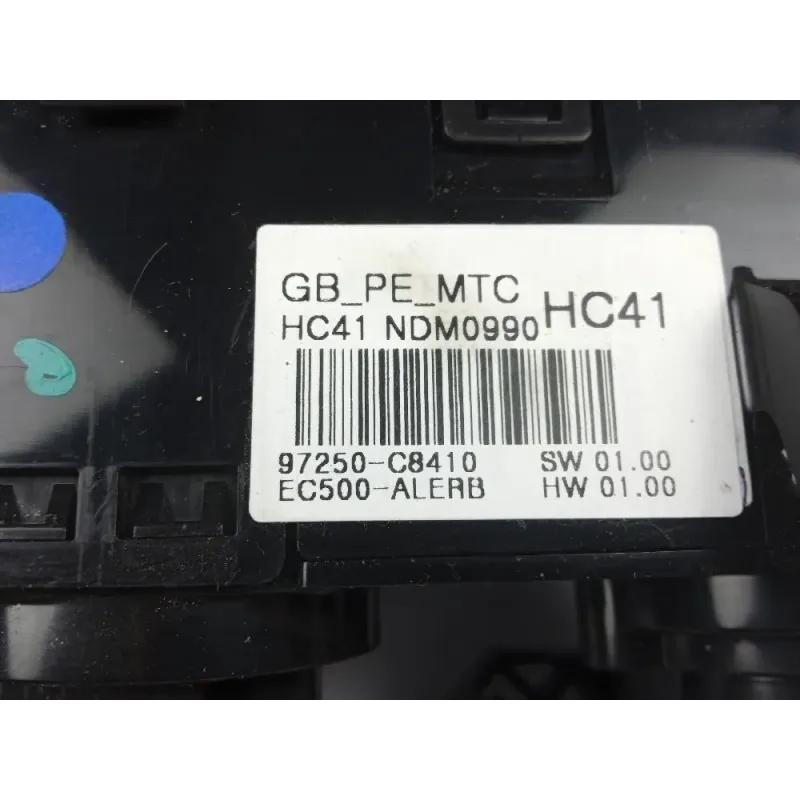 GB_PE_MTC
HC41 NDM0990 HC41
97250-C8410 SW 01.00
EC500-ALERB HW 01.00